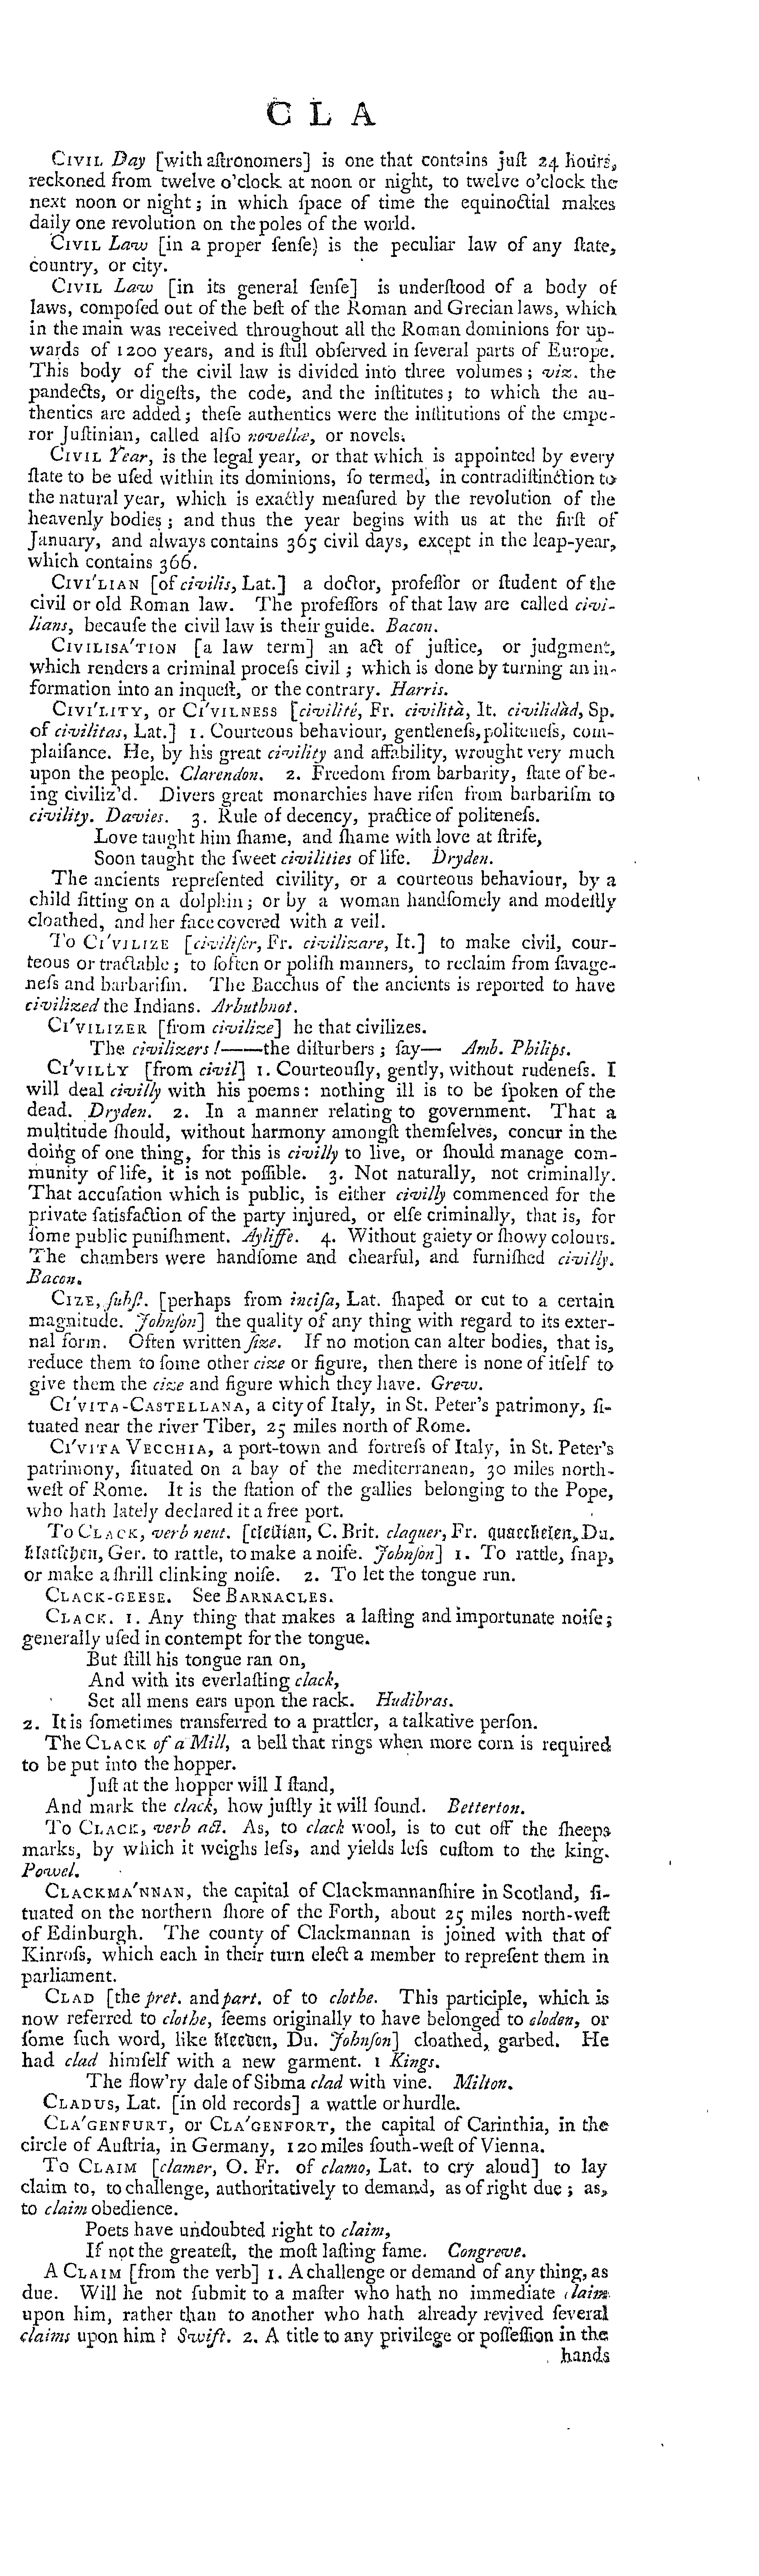 C L A
CIVIL Day [with aſtronomers] is one that contains juſt 24 hours,
reckoned from twelve o'clock at noon or night, to twelve o'clock the
next noon or night; in which ſpace of time the equinoctial makes
daily one revolution on the poles of the world.
CIVIL Law [in a proper ſenſe) is the peculiar law of any ſtate,
country, or city.
CIVIL Law [in its general ſenſe] is underſtood of a body of
laws, compoſed out of the beſt of the Roman and Grecian laws, which
in the main was received throughout all the Roman dominions for up-
wards of 1200 years, and is ſtill obſerved in ſeveral parts of Europe.
This body of the civil law is divided into three volumes; viz. the
pandects, or digeſts, the code, and the inſtitutes; to which the au-
thentics are added; theſe authentics were the inſtitutions of the empe-
ror Juſtinian, called alſo novellæ, or novels.
CIVIL Year, is the legal year, or that which is appointed by every
ſtate to be uſed within its dominions, ſo termed, in contradiſtinction to
the natural year, which is exactly meaſured by the revolution of the
heavenly bodies; and thus the year begins with us at the firſt of
January, and always contains 365 civil days, except in the leap-year,
which contains 366.
CIVI'LIAN [of civilis, Lat.] a doctor, profeſſor or ſtudent of the
civil or old Roman law. The profeſſors of that law are called civi-
lians, becauſe the civil law is their guide. Bacon.
CIVILISA'TION [a law term] an act of juſtice, or judgment,
which renders a criminal proceſs civil; which is done by turning an in-
formation into an inqueſt, or the contrary. Harris.
CIVI'LITY, or CI'VILNESS [civilité, Fr. civilità, It. civilidàd, Sp.
of civilitas, Lat.] 1. Courteous behaviour, gentleneſs, politeneſs, com-
plaiſance. He, by his great civility and affability, wrought very much
upon the people. Clarendon. 2. Freedom from barbarity, ſtate of be-
ing civiliz'd. Divers great monarchies have riſen from barbariſm to
civility. Davies. 3. Rule of decency, practice of politeneſs.
Love taught him ſhame, and ſhame with love at ſtrife,
Soon taught the ſweet civilities of life. Dryden.
The ancients repreſented civility, or a courteous behaviour, by a
child ſitting on a dolphin; or by a woman handſomely and modeſtly
cloathed, and her face covered with a veil.
To CI'VILIZE [civiliſer, Fr. civilizare, It.] to make civil, cour-
teous or tractable; to ſoften or poliſh manners, to reclaim from ſavage-
neſs and barbariſm. The Bacchus of the ancients is reported to have
civilized the Indians. Arbuthnot.
CI'VILIZER [from civilize] he that civilizes.
The civilizers!——the diſturbers; ſay— Amb. Philips.
CI'VILLY [from civil] 1. Courteouſly, gently, without rudeneſs. I
will deal civilly with his poems: nothing ill is to be ſpoken of the
dead. Dryden. 2. In a manner relating to government. That a
multitude ſhould, without harmony amongſt themſelves, concur in the
doing of one thing, for this is civilly to live, or ſhould manage com-
munity of life, it is not poſſible. 3. Not naturally, not criminally.
That accuſation which is public, is either civilly commenced for the
private ſatisfaction of the party injured, or elſe criminally, that is, for
ſome public puniſhment. Ayliffe. 4. Without gaiety or ſhowy colours.
The chambers were handſome and chearful, and furniſhed civilly.
Bacon.
CIZE, ſubſt. [perhaps from inciſa, Lat. ſhaped or cut to a certain
magnitude. Johnſon] the quality of any thing with regard to its exter-
nal form. Often written ſize. If no motion can alter bodies, that is,
reduce them to ſome other cize or figure, then there is none of itſelf to
give them the cize and figure which they have. Grew.
CI'VITA-CASTELLANA, a city of Italy, in St. Peter's patrimony, ſi-
tuated near the river Tiber, 25 miles north of Rome.
CI'VITA VECCHIA, a port-town and fortreſs of Italy, in St. Peter's
patrimony, ſituated on a bay of the mediterranean, 30 miles north-
weſt of Rome. It is the ſtation of the gallies belonging to the Pope,
who hath lately declared it a free port.
To CLACK, verb neut. [clettian, C. Brit. claquer, Fr. quaeckelen, Du.
klatſchen, Ger. to rattle, to make a noiſe. Johnſon] 1. To rattle, ſnap,
or make a ſhrill clinking noiſe. 2. To let the tongue run.
CLACK-GEESE. See BARNACLES.
CLACK. 1. Any thing that makes a laſting and importunate noiſe;
generally uſed in contempt for the tongue.
But ſtill his tongue ran on,
And with its everlaſting clack,
Set all mens ears upon the rack. Hudibras.
2. It is ſometimes transferred to a prattler, a talkative perſon.
The CLACK of a Mill, a bell that rings when more corn is required
to be put into the hopper.
Juſt at the hopper will I ſtand,
And mark the clack, how juſtly it will ſound. Betterton.
To CLACK, verb act. As, to clack wool, is to cut off the ſheeps
marks, by which it weighs leſs, and yields leſs cuſtom to the king.
Powel.
CLACKMA'NNAN, the capital of Clackmannanſhire in Scotland, ſi-
tuated on the northern ſhore of the Forth, about 25 miles north-weſt
of Edinburgh. The county of Clackmannan is joined with that of
Kinroſs, which each in their turn elect a member to repreſent them in
parliament.
CLAD [the pret. and part. of to clothe. This participle, which is
now referred to clothe, ſeems originally to have belonged to cloden, or
ſome ſuch word, like kleeden, Du. Johnſon] cloathed, garbed. He
had clad himſelf with a new garment. 1 Kings.
The flow'ry dale of Sibma clad with vine. Milton.
CLADUS, Lat. [in old records] a wattle or hurdle.
CLA'GENFURT, or CLA'GENFORT, the capital of Carinthia, in the
circle of Auſtria, in Germany, 120 miles ſouth-weſt of Vienna.
To CLAIM [clamer, O. Fr. of clamo, Lat. to cry aloud] to lay
claim to, to challenge, authoritatively to demand, as of right due; as,
to claim obedience.
Poets have undoubted right to claim,
If not the greateſt, the moſt laſting fame. Congreve.
A CLAIM [from the verb] 1. A challenge or demand of any thing, as
due. Will he not ſubmit to a maſter who hath no immediate claim
upon him, rather than to another who hath already revived ſeveral
claims upon him? Swift. 2. A title to any privilege or poſſeſſion in the
hands